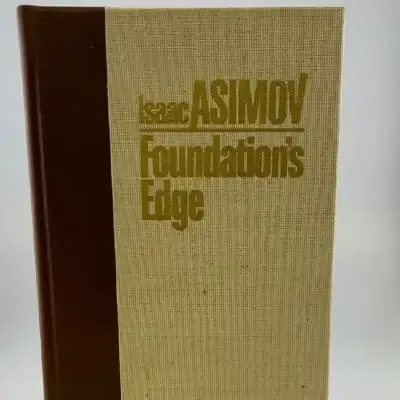 Isaac ASIMOV
Foundation's
Edge